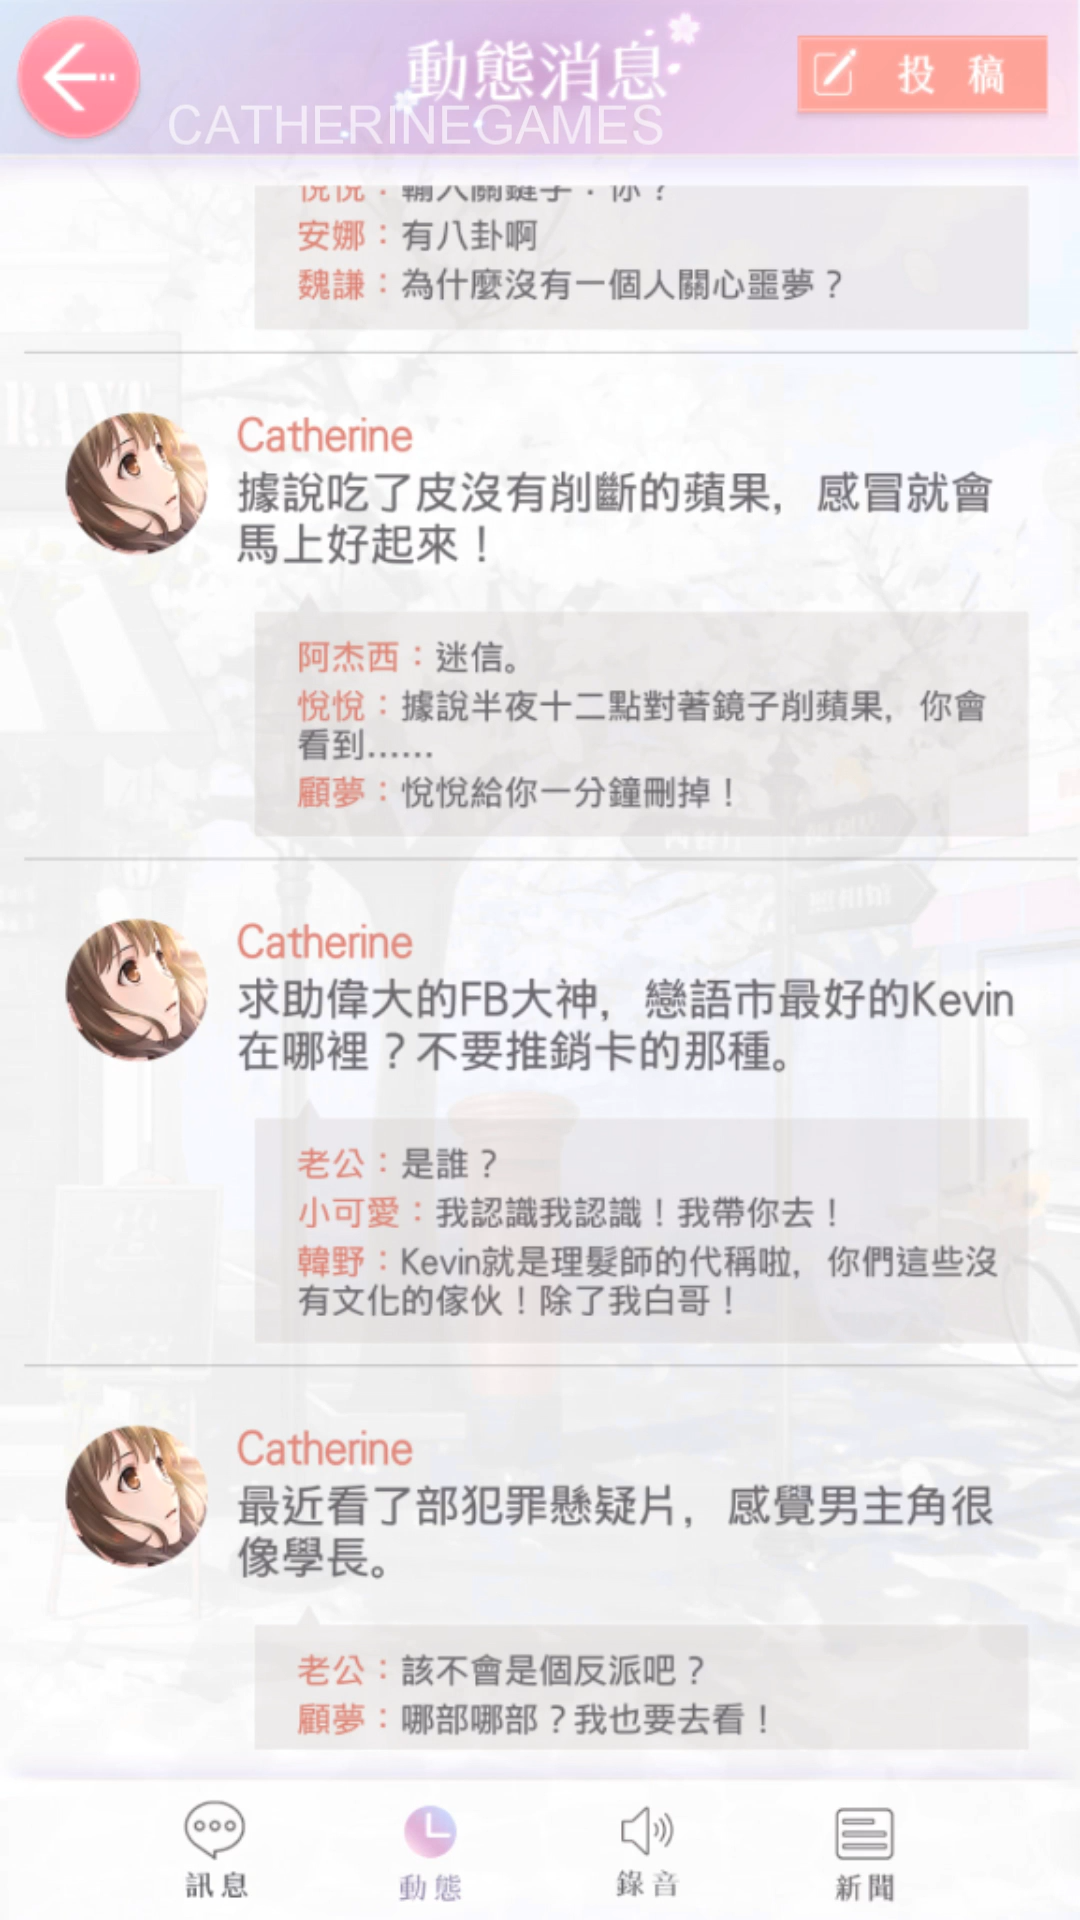 動態消息
投稿
CATHERINEGAMES
悅悅：輸入關鍵字：你？
安娜：有八卦啊
魏謙：為什麼沒有一個人關心噩夢？
Catherine
據說吃了皮沒有削斷的蘋果，感冒就會
馬上好起來！
阿杰西：迷信。
悅悅：據說半夜十二點對著鏡子削蘋果，你會
看到......
顧夢：悅悅給你一分鐘刪掉！
Catherine
求助偉大的FB大神，戀語市最好的Kevin
在哪裡？不要推銷卡的那種。
老公：是誰？
小可愛：我認識我認識！我帶你去！
韓野：Kevin就是理髮師的代稱啦，你們這些沒
有文化的傢伙！除了我白哥！
Catherine
最近看了部犯罪懸疑片，感覺男主角很
像學長。
老公：該不會是個反派吧？
顧夢：哪部哪部？我也要去看！
訊息
動態
錄音
新聞